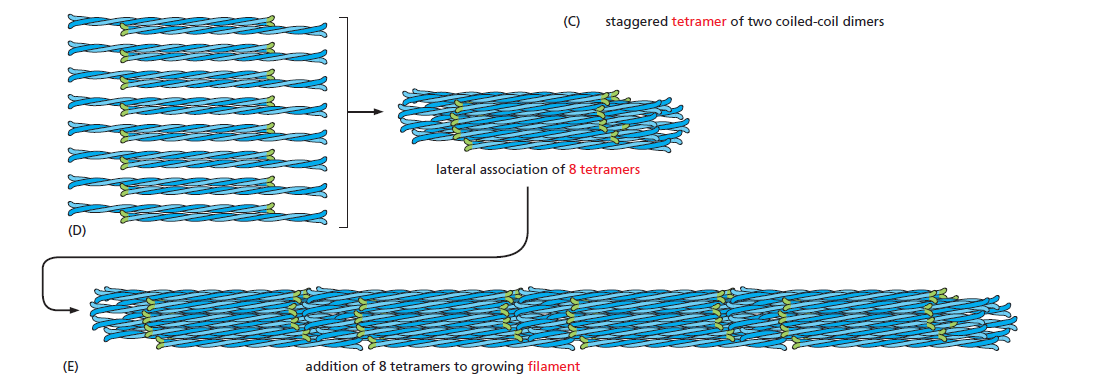 (C) staggered tetramer of two coiled-coil dimers
lateral association of 8 tetramers
(D)
(E) addition of 8 tetramers to growing filament